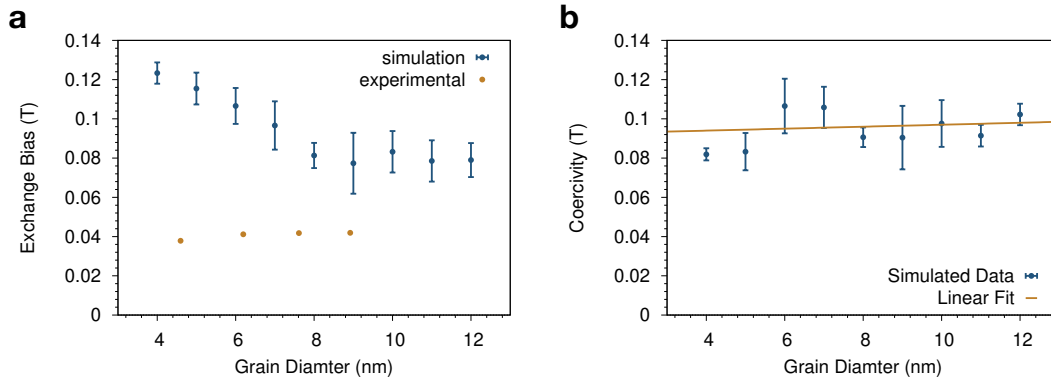 a
0.14
0.12
0.1
0.08
0.06
0.04
0.02
0
4
6
8
10
12
Exchange Bias (T)
Grain Diamter (nm)
simulation
experimental
b
0.14
0.12
0.1
0.08
0.06
0.04
0.02
0
4
6
8
10
12
Coercivity (T)
Grain Diamter (nm)
Simulated Data
Linear Fit